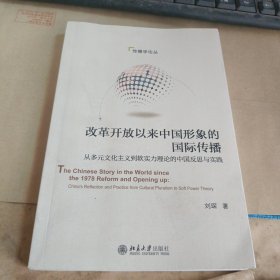 传播学论丛
改革开放以来中国形象的
国际传播
从多元文化主义到软实力理论的中国反思与实践
The Chinese Story in the World since
the 1978 Reform and Opening up:
China's Reflection and Practice from Cultural Pluralism to Soft Power Theory
刘琛 著
北京大学出版社
PEKING UNIVERSITY PRESS